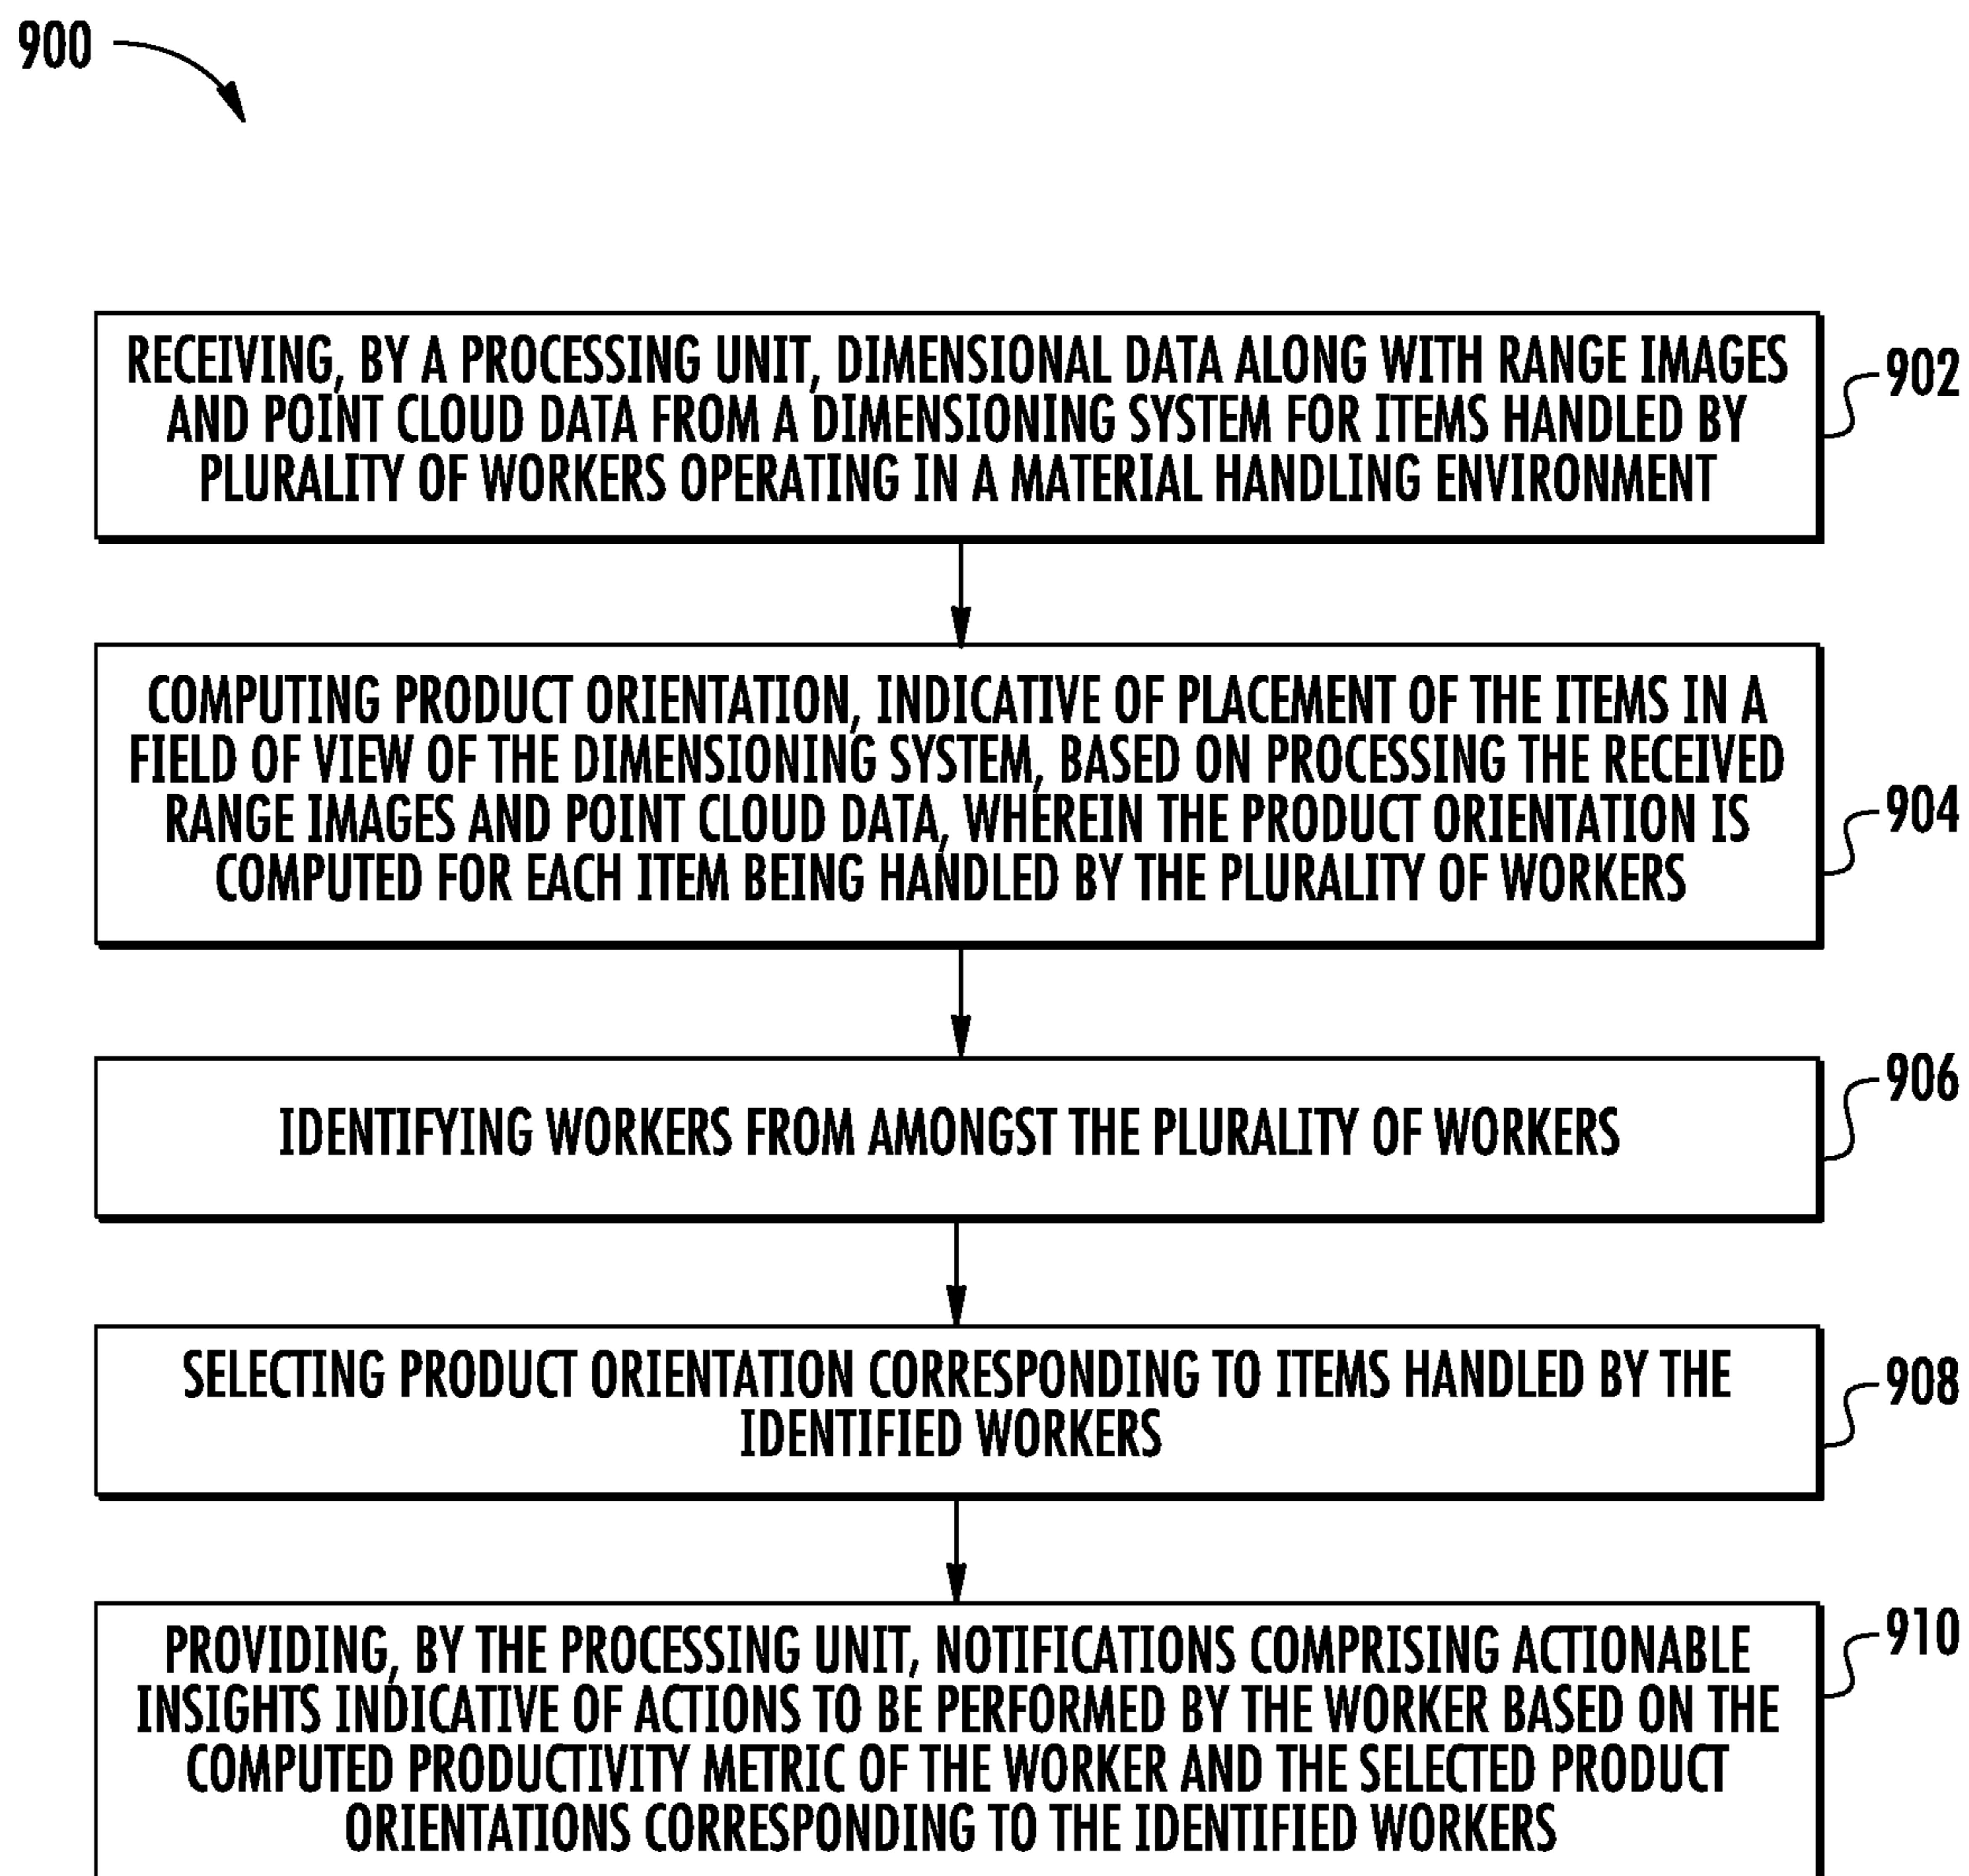 900
RECEIVING, BY A PROCESSING UNIT, DIMENSIONAL DATA ALONG WITH RANGE IMAGES
AND POINT CLOUD DATA FROM A DIMENSIONING SYSTEM FOR ITEMS HANDLED BY
PLURALITY OF WORKERS OPERATING IN A MATERIAL HANDLING ENVIRONMENT
902
COMPUTING PRODUCT ORIENTATION, INDICATIVE OF PLACEMENT OF THE ITEMS IN A
FIELD OF VIEW OF THE DIMENSIONING SYSTEM, BASED ON PROCESSING THE RECEIVED
RANGE IMAGES AND POINT CLOUD DATA, WHEREIN THE PRODUCT ORIENTATION IS
COMPUTED FOR EACH ITEM BEING HANDLED BY THE PLURALITY OF WORKERS
904
IDENTIFYING WORKERS FROM AMONGST THE PLURALITY OF WORKERS
906
SELECTING PRODUCT ORIENTATION CORRESPONDING TO ITEMS HANDLED BY THE
IDENTIFIED WORKERS
908
PROVIDING, BY THE PROCESSING UNIT, NOTIFICATIONS COMPRISING ACTIONABLE
INSIGHTS INDICATIVE OF ACTIONS TO BE PERFORMED BY THE WORKER BASED ON THE
COMPUTED PRODUCTIVITY METRIC OF THE WORKER AND THE SELECTED PRODUCT
ORIENTATIONS CORRESPONDING TO THE IDENTIFIED WORKERS
910